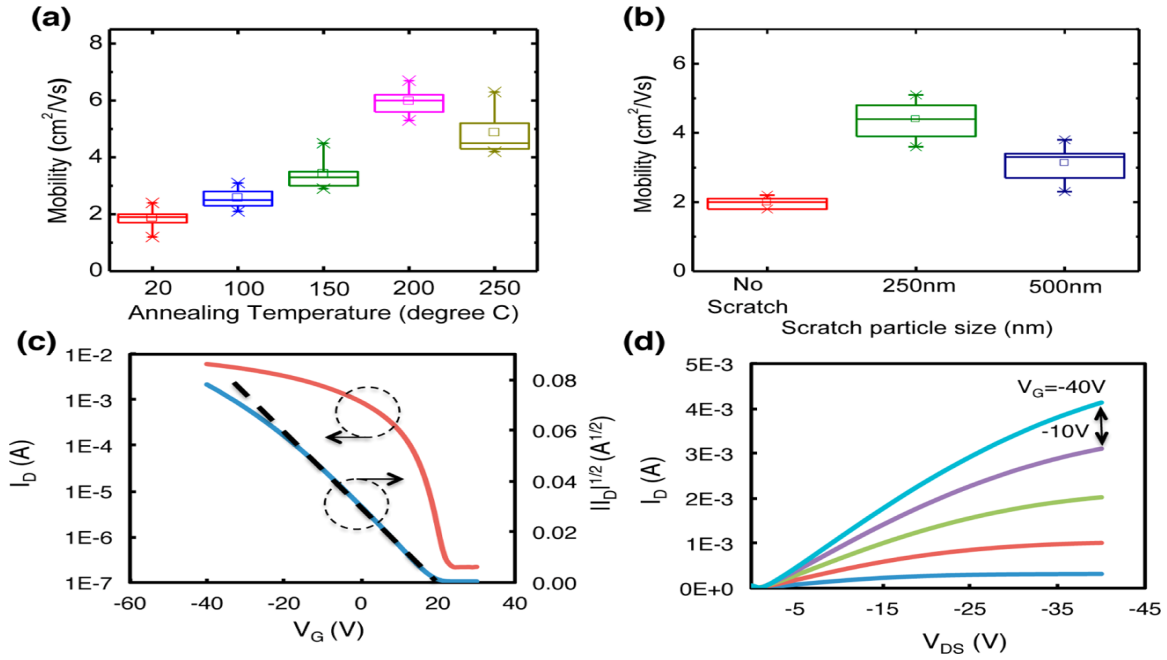 (a)
Mobility (cm²/Vs)
8
6
4
2
0
20 100 150 200 250
Annealing Temperature (degree C)
(b)
Mobility (cm²/Vs)
6
4
2
0
No Scratch 250nm 500nm
Scratch particle size (nm)
(c)
I_D (A)
1E-2
1E-3
1E-4
1E-5
1E-6
1E-7
0.08
0.06
0.04
0.02
0.00
|I_D|^1/2 (A^1/2)
-60 -40 -20 0 20 40
V_G (V)
(d)
I_D (A)
5E-3
4E-3
3E-3
2E-3
1E-3
0E+0
V_G=-40V
-10V
-5 -15 -25 -35 -45
V_DS (V)